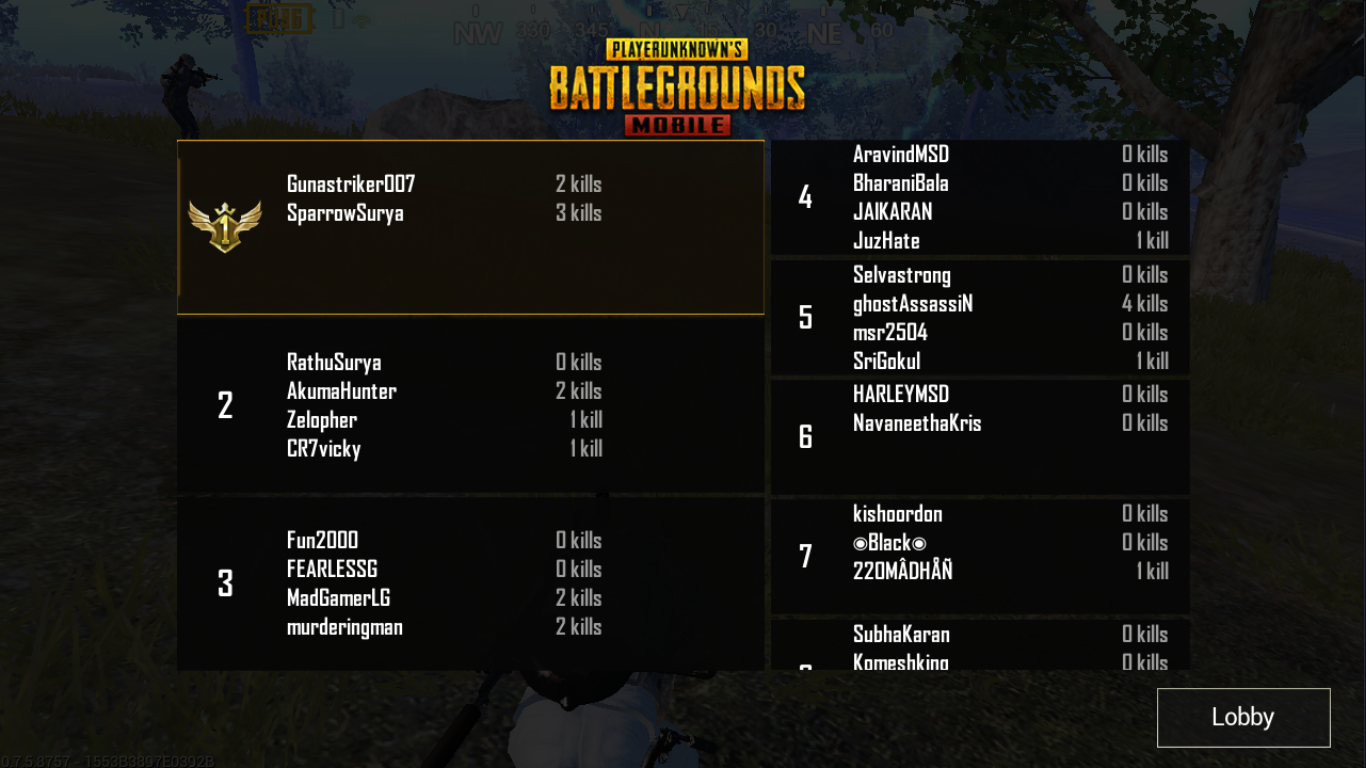 NW 330 345 N 30 NE 60
PLAYERUNKNOWN'S
BATTLEGROUNDS
MOBILE
1
Gunastriker007 2 kills
SparrowSurya 3 kills
2
RathuSurya 0 kills
AkumaHunter 2 kills
Zelopher 1 kill
CR7vicky 1 kill
3
Fun2000 0 kills
FEARLESSG 0 kills
MadGamerLG 2 kills
murderingman 2 kills
4
AravindMSD 0 kills
BharaniBala 0 kills
JAIKARAN 0 kills
JuzHate 1 kill
5
Selvastrong 0 kills
ghostAssassiN 4 kills
msr2504 0 kills
SriGokul 1 kill
6
HARLEYMSD 0 kills
NavaneethaKris 0 kills
7
kishoordon 0 kills
◉Black◉ 0 kills
220MÂDHÅÑ 1 kill
SubhaKaran 0 kills
Komeshking 0 kills
Lobby